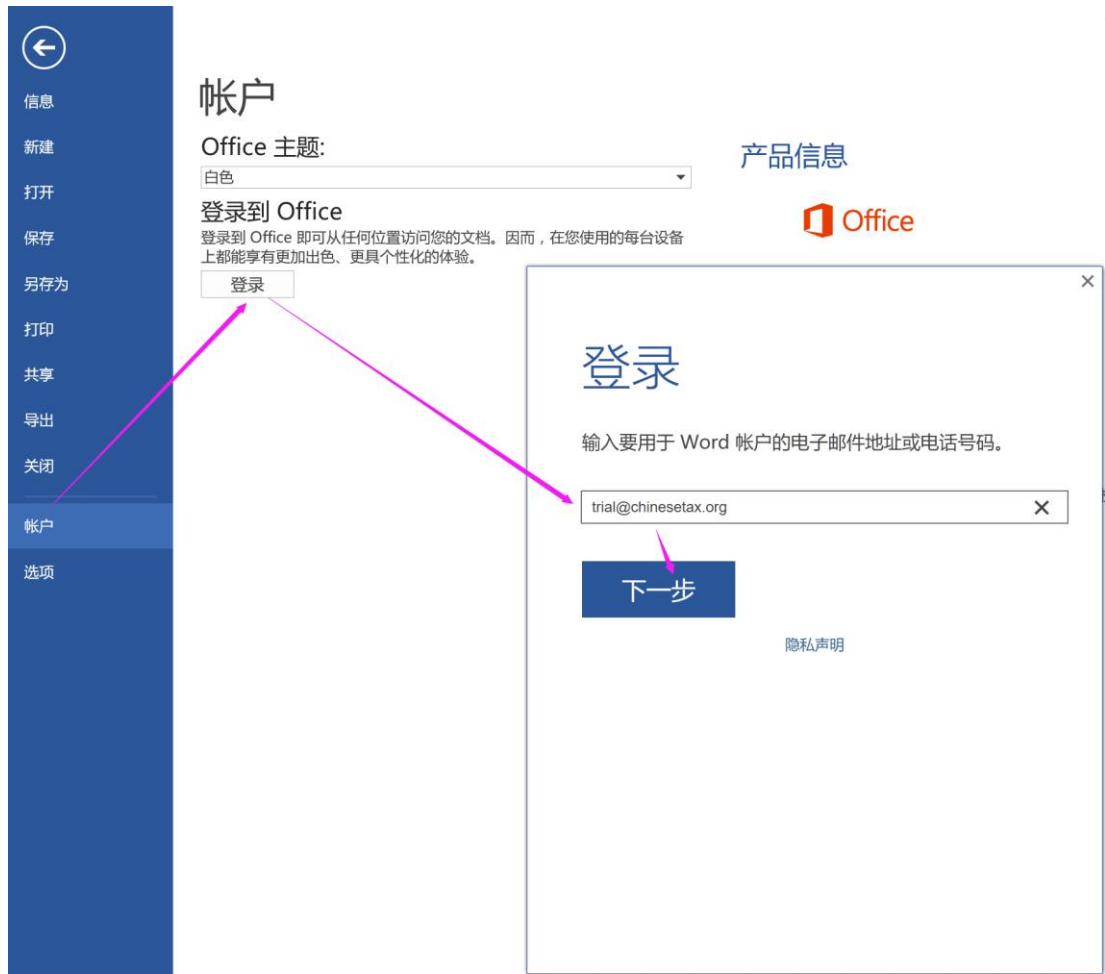 信息
新建
打开
保存
另存为
打印
共享
导出
关闭
帐户
选项
帐户
Office 主题:
白色
登录到 Office
登录到 Office 即可从任何位置访问您的文档。因而，在您使用的每台设备
上都能享有更加出色、更具个性化的体验。
登录
产品信息
Office
登录
输入要用于 Word 帐户的电子邮件地址或电话号码。
trial@chinesetax.org
下一步
隐私声明